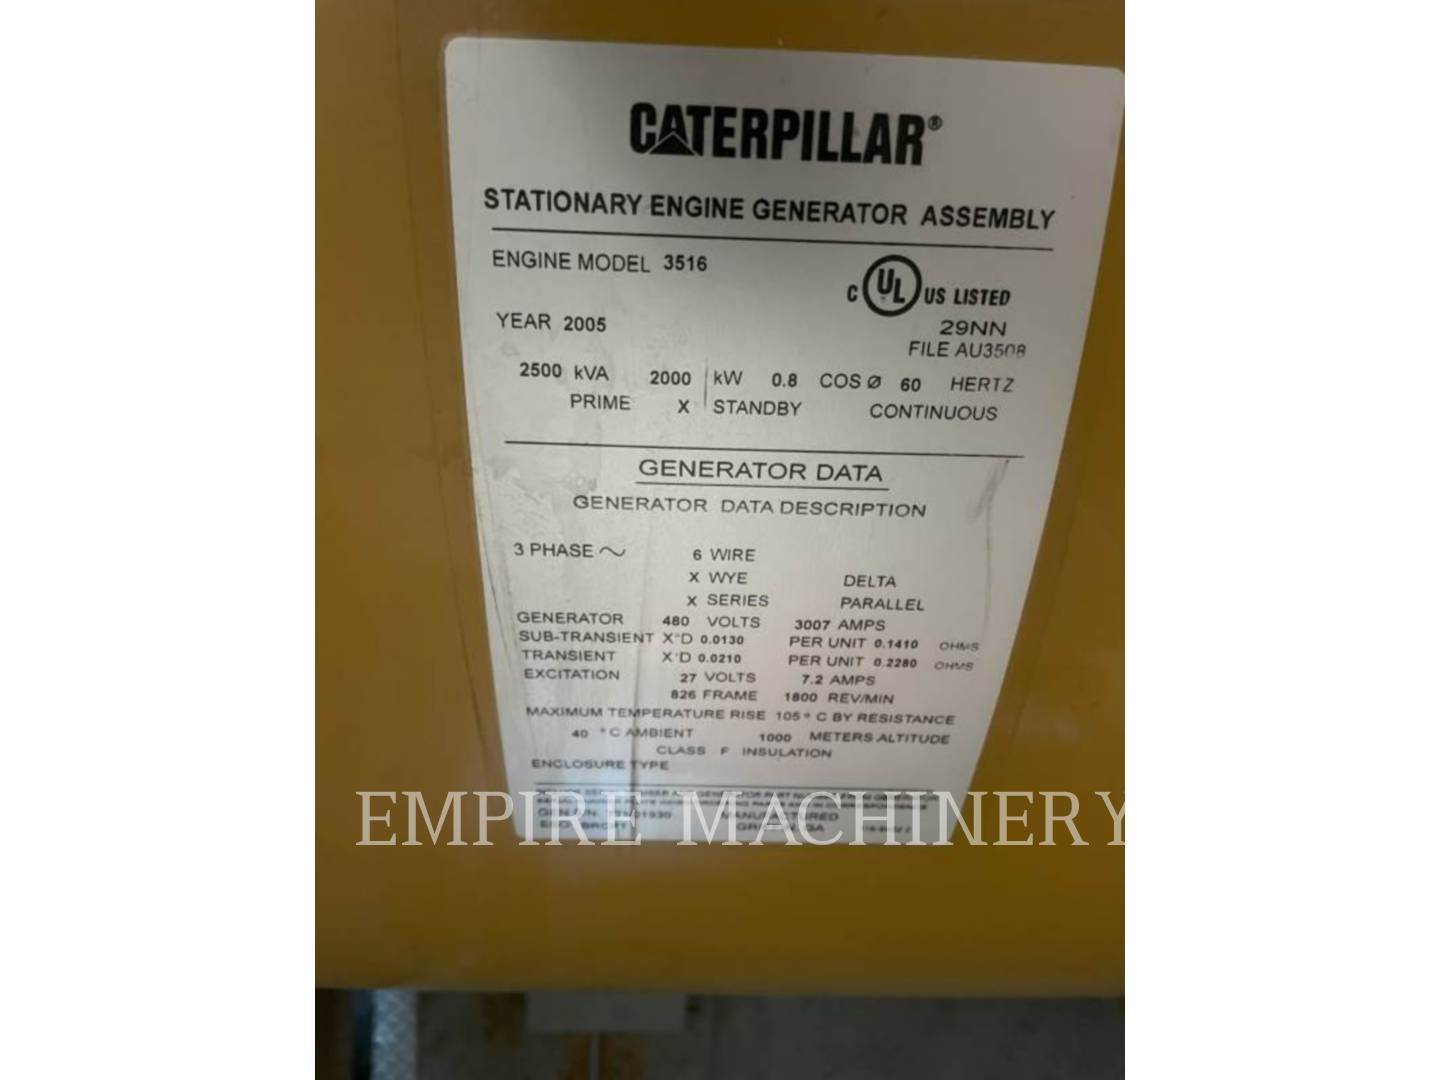 CATERPILLAR®
STATIONARY ENGINE GENERATOR ASSEMBLY
ENGINE MODEL 3516
C UL US LISTED
YEAR 2005
29NN
FILE AU3508
2500 kVA 2000 kW 0.8 COS Ø 60 HERTZ
PRIME X STANDBY CONTINUOUS
GENERATOR DATA
GENERATOR DATA DESCRIPTION
3 PHASE ~ 6 WIRE
X WYE DELTA
X SERIES PARALLEL
GENERATOR 480 VOLTS 3007 AMPS
SUB-TRANSIENT X"D 0.0130 PER UNIT 0.1410 OHMS
TRANSIENT X'D 0.0210 PER UNIT 0.2280 OHMS
EXCITATION 27 VOLTS 7.2 AMPS
826 FRAME 1800 REV/MIN
MAXIMUM TEMPERATURE RISE 105° C BY RESISTANCE
40 °C AMBIENT 1000 METERS ALTITUDE
CLASS F INSULATION
ENCLOSURE TYPE
EMPIRE MACHINERY
MANUFACTURED
GRIFFIN, GA